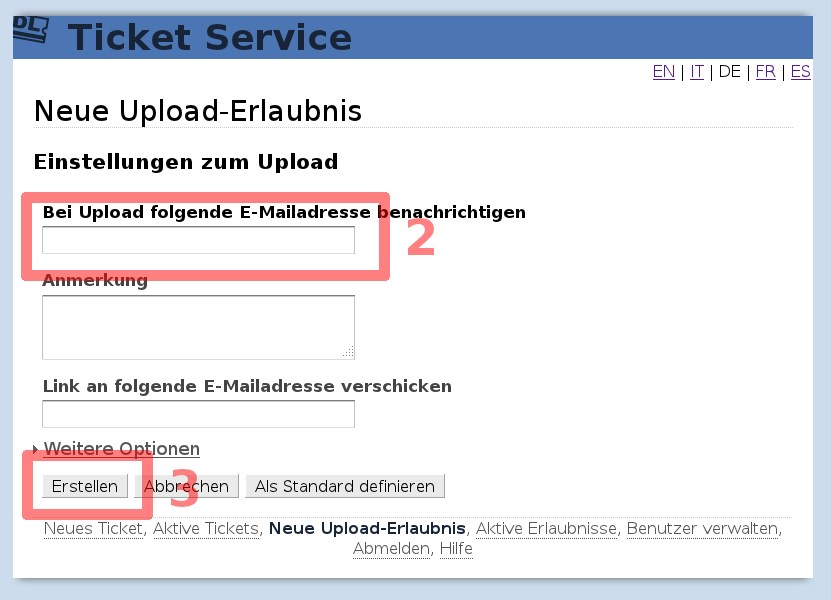 DL
Ticket Service
EN | IT | DE | FR | ES
Neue Upload-Erlaubnis
Einstellungen zum Upload
Bei Upload folgende E-Mailadresse benachrichtigen
2
Anmerkung
Link an folgende E-Mailadresse verschicken
Weitere Optionen
Erstellen Abbrechen Als Standard definieren
3
Neues Ticket, Aktive Tickets, Neue Upload-Erlaubnis, Aktive Erlaubnisse, Benutzer verwalten,
Abmelden, Hilfe